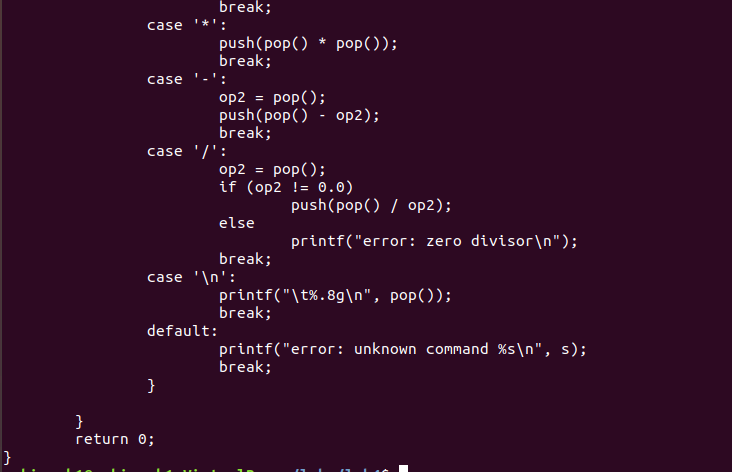 break;
case '*':
push(pop() * pop());
break;
case '-':
op2 = pop();
push(pop() - op2);
break;
case '/':
op2 = pop();
if (op2 != 0.0)
push(pop() / op2);
else
printf("error: zero divisor\n");
break;
case '\n':
printf("\t%.8g\n", pop());
break;
default:
printf("error: unknown command %s\n", s);
break;
}
}
return 0;
}